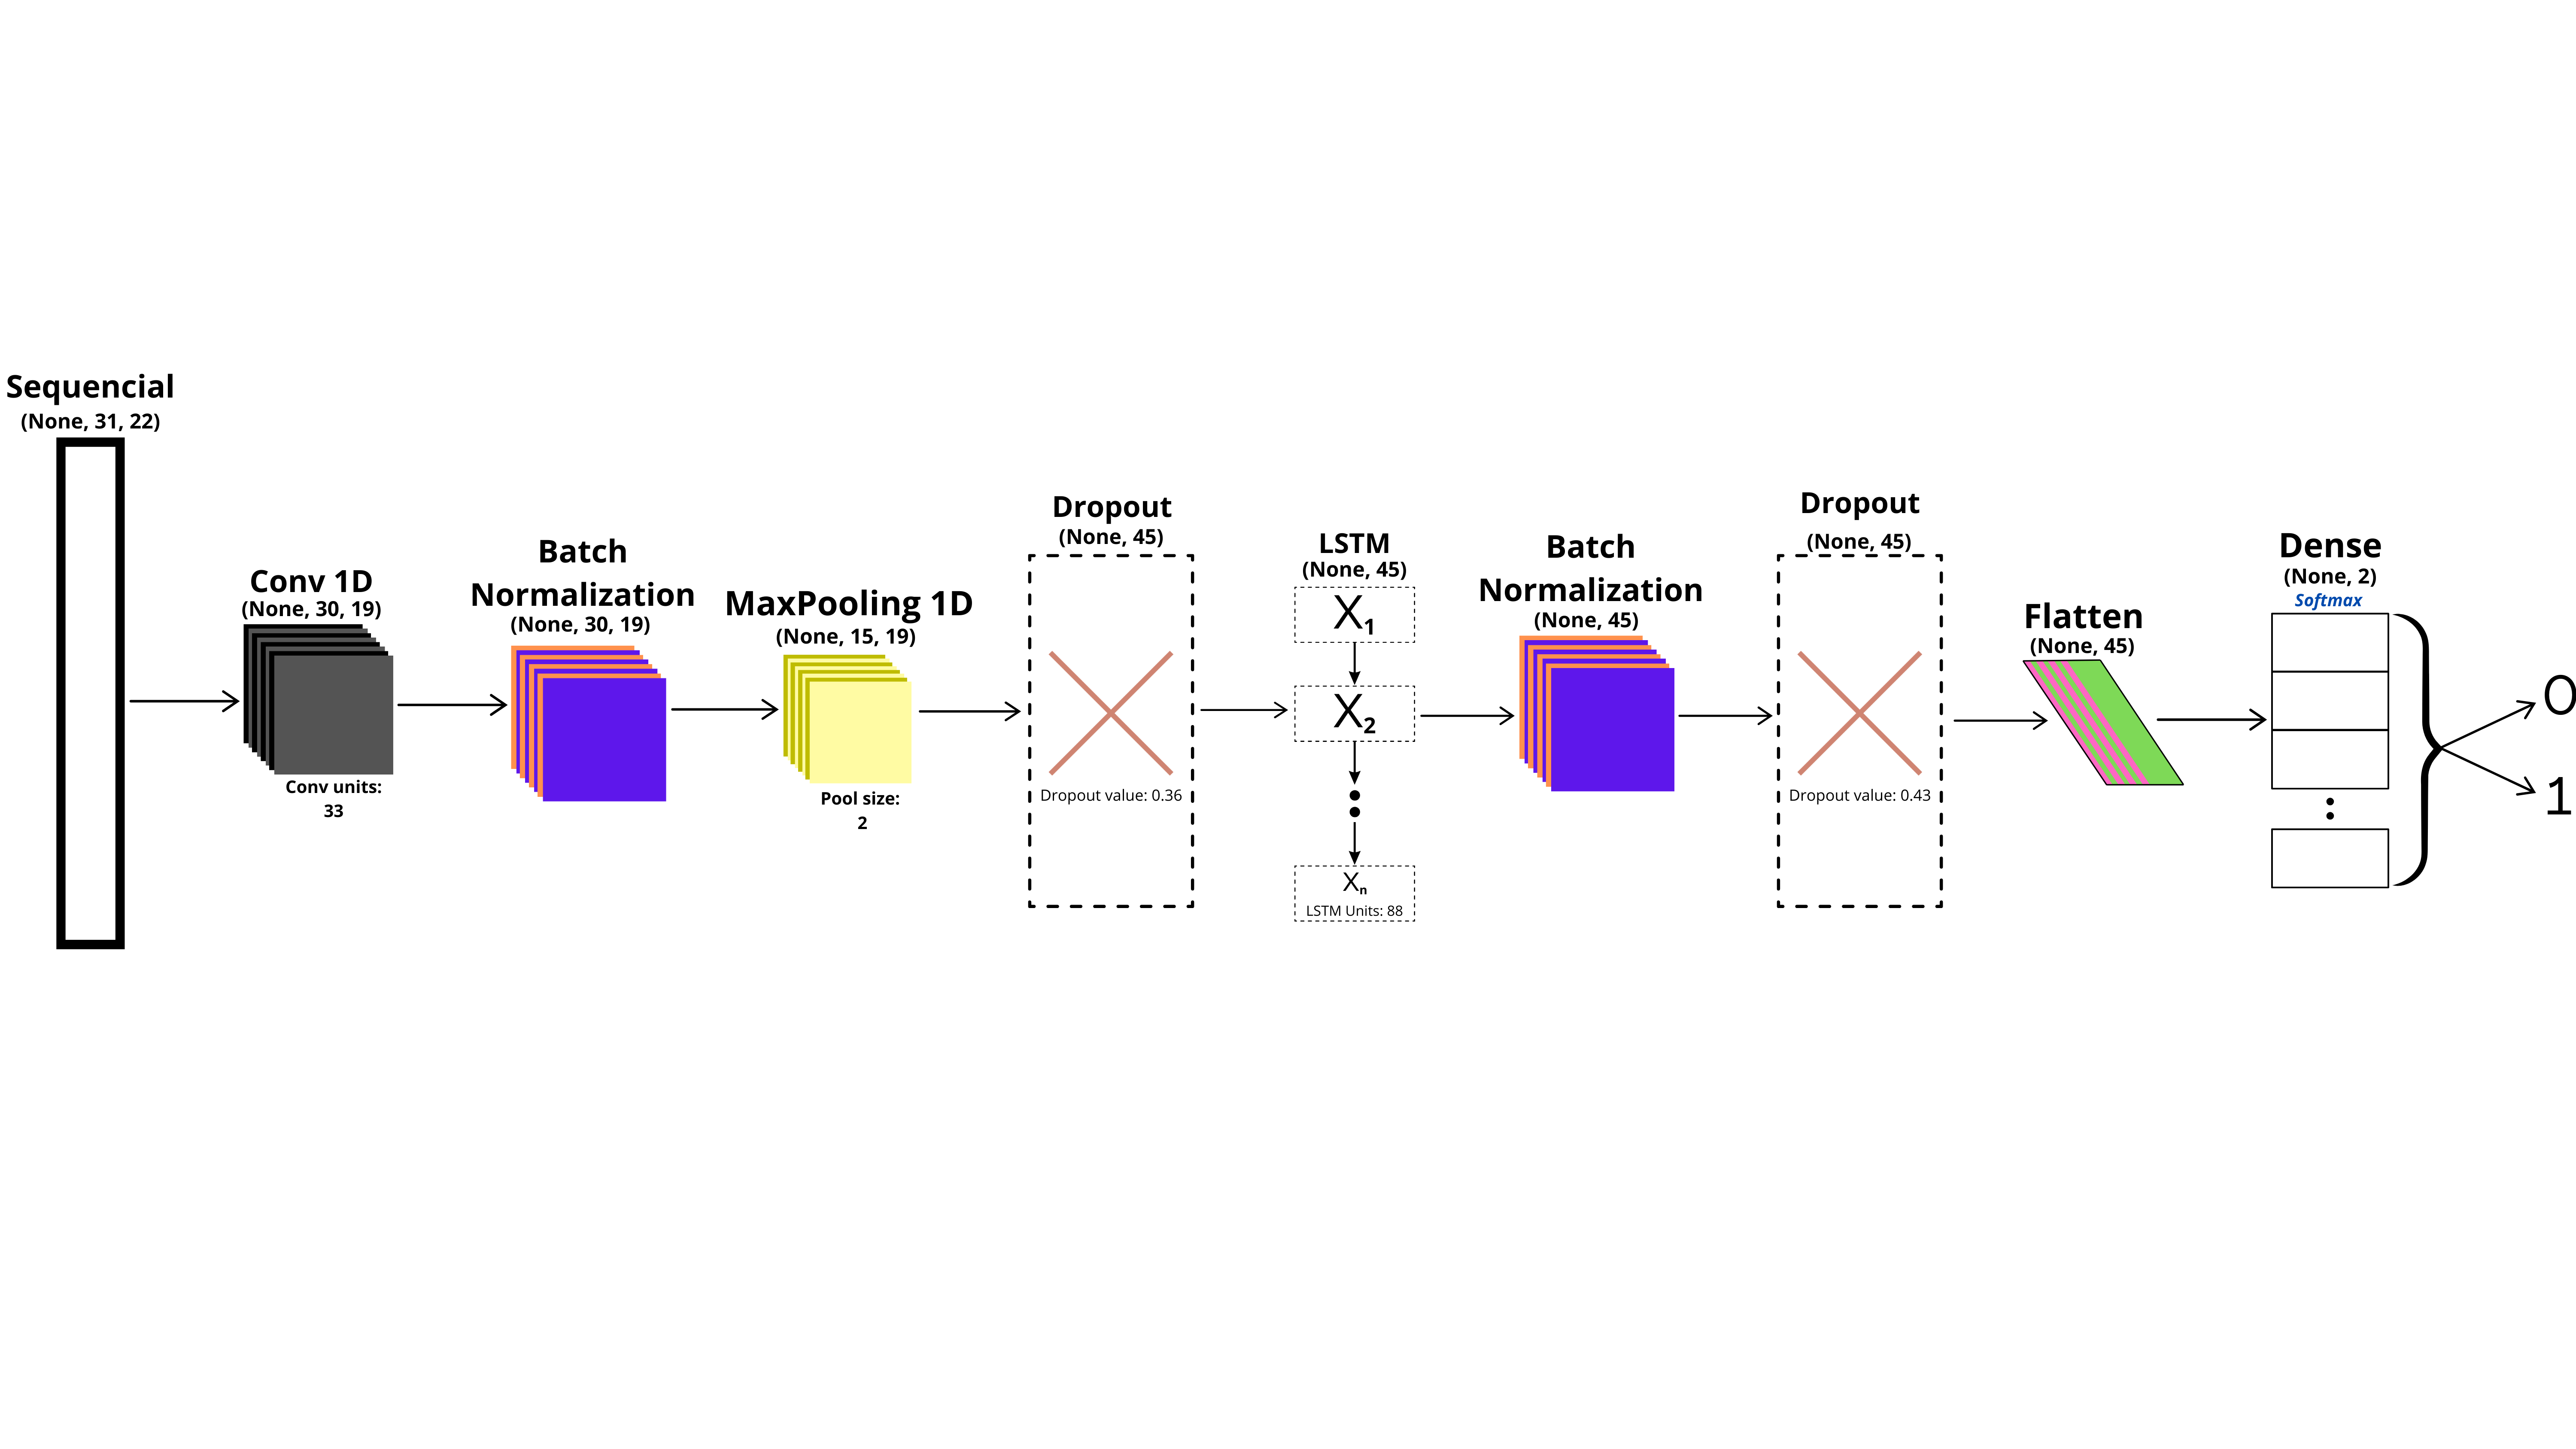 Sequencial
(None, 31, 22)
Conv 1D
(None, 30, 19)
Conv units:
33
Batch
Normalization
(None, 30, 19)
MaxPooling 1D
(None, 15, 19)
Pool size:
2
Dropout
(None, 45)
Dropout value: 0.36
LSTM
(None, 45)
X1
X2
Xn
LSTM Units: 88
Batch
Normalization
(None, 45)
Dropout
(None, 45)
Dropout value: 0.43
Flatten
(None, 45)
Dense
(None, 2)
Softmax
0
1